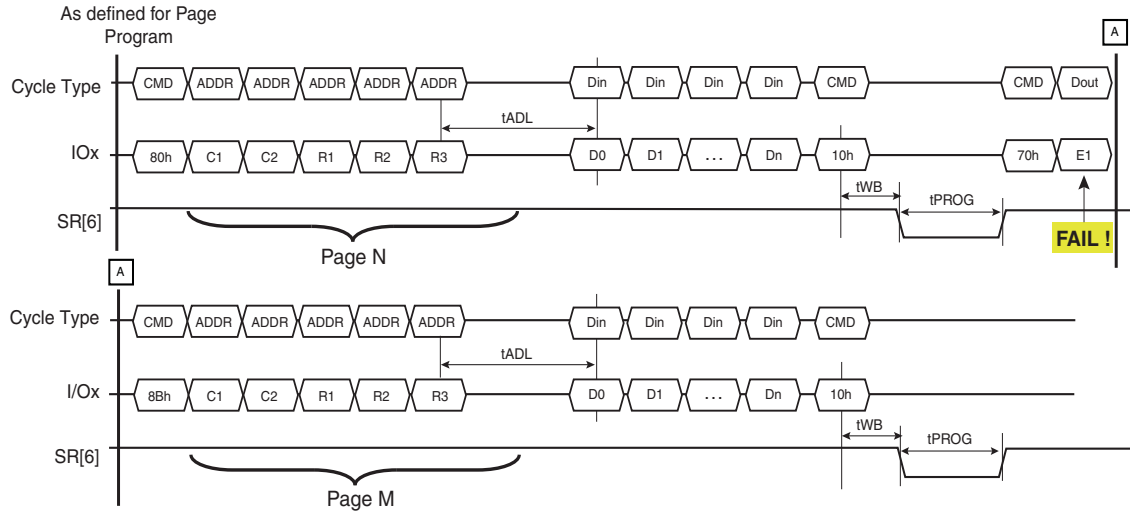 As defined for Page
Program
A
Cycle Type CMD ADDR ADDR ADDR ADDR ADDR Din Din Din Din CMD CMD Dout
tADL
IOx 80h C1 C2 R1 R2 R3 D0 D1 ... Dn 10h 70h E1
tWB tPROG
SR[6]
Page N
FAIL !
A
Cycle Type CMD ADDR ADDR ADDR ADDR ADDR Din Din Din Din CMD
tADL
I/Ox 8Bh C1 C2 R1 R2 R3 D0 D1 ... Dn 10h
tWB tPROG
SR[6]
Page M